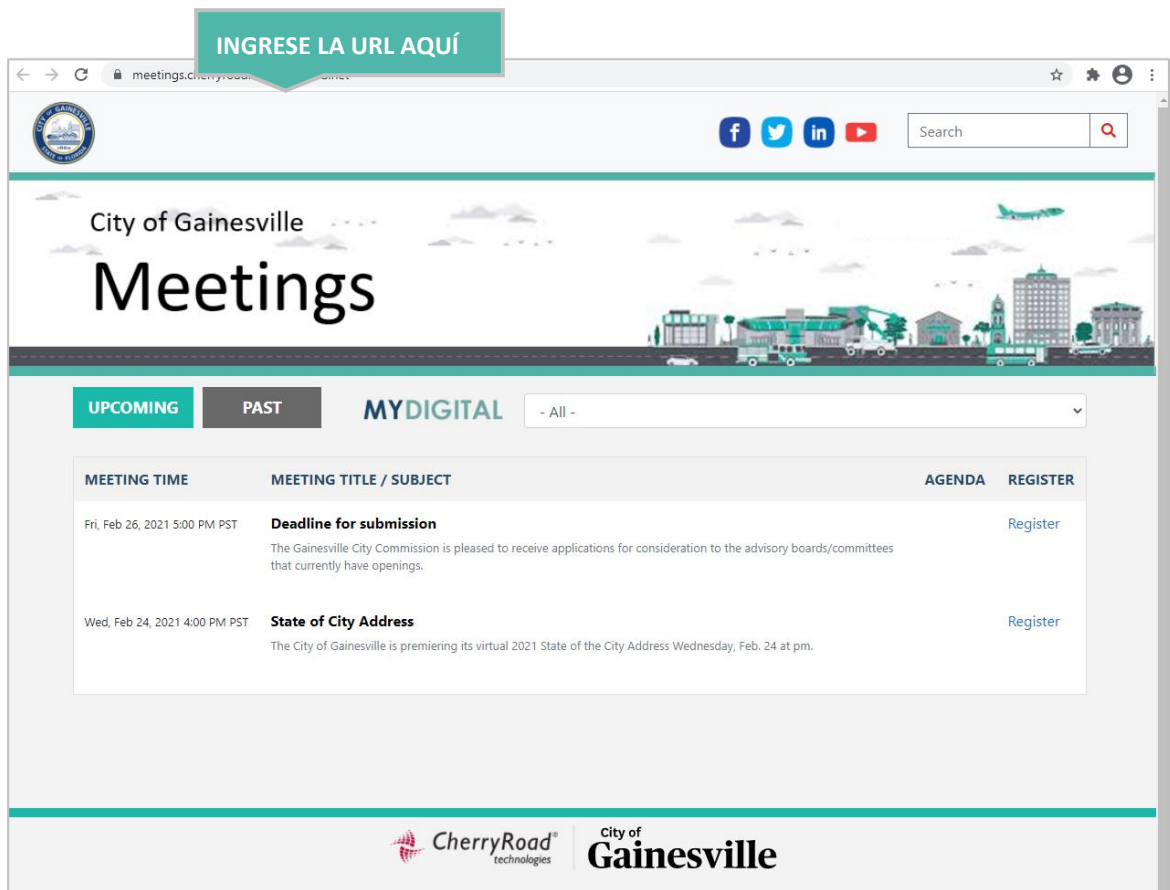 INGRESE LA URL AQUÍ
Search
City of Gainesville
Meetings
UPCOMING PAST MYDIGITAL - All -
MEETING TIME MEETING TITLE / SUBJECT AGENDA REGISTER
Fri, Feb 26, 2021 5:00 PM PST Deadline for submission Register
The Gainesville City Commission is pleased to receive applications for consideration to the advisory boards/committees
that currently have openings.
Wed, Feb 24, 2021 4:00 PM PST State of City Address Register
The City of Gainesville is premiering its virtual 2021 State of the City Address Wednesday, Feb. 24 at pm.
CherryRoad®
technologies
City of
Gainesville